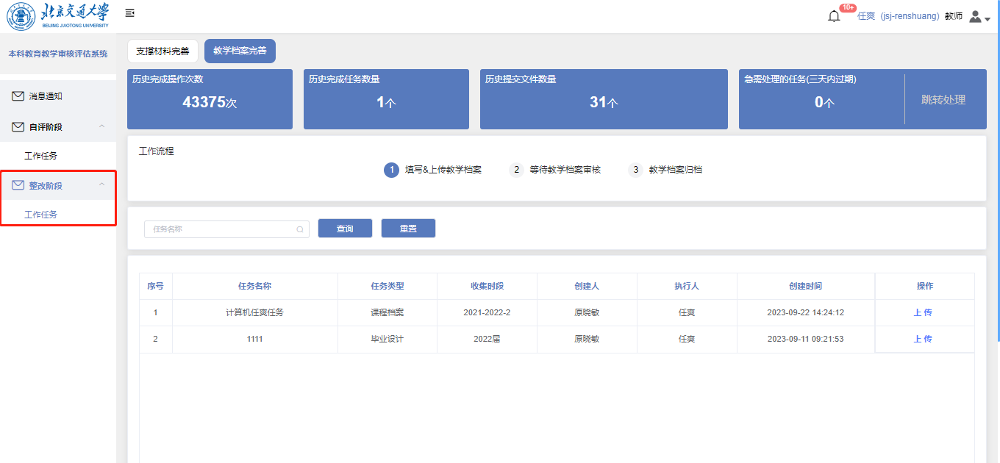 北京交通大学
BEIJING JIAOTONG UNIVERSITY
10+
任爽 (jsj-renshuang) 教师
本科教育教学审核评估系统
消息通知
自评阶段
工作任务
整改阶段
工作任务
支撑材料完善 教学档案完善
历史完成操作次数
43375次
历史完成任务数量
1个
历史提交文件数量
31个
急需处理的任务(三天内过期)
0个
跳转处理
工作流程
1 填写&上传教学档案 2 等待教学档案审核 3 教学档案归档
任务名称 查询 重置
序号 任务名称 任务类型 收集时段 创建人 执行人 创建时间 操作
1 计算机任爽任务 课程档案 2021-2022-2 原晓敏 任爽 2023-09-22 14:24:12 上传
2 1111 毕业设计 2022届 原晓敏 任爽 2023-09-11 09:21:53 上传